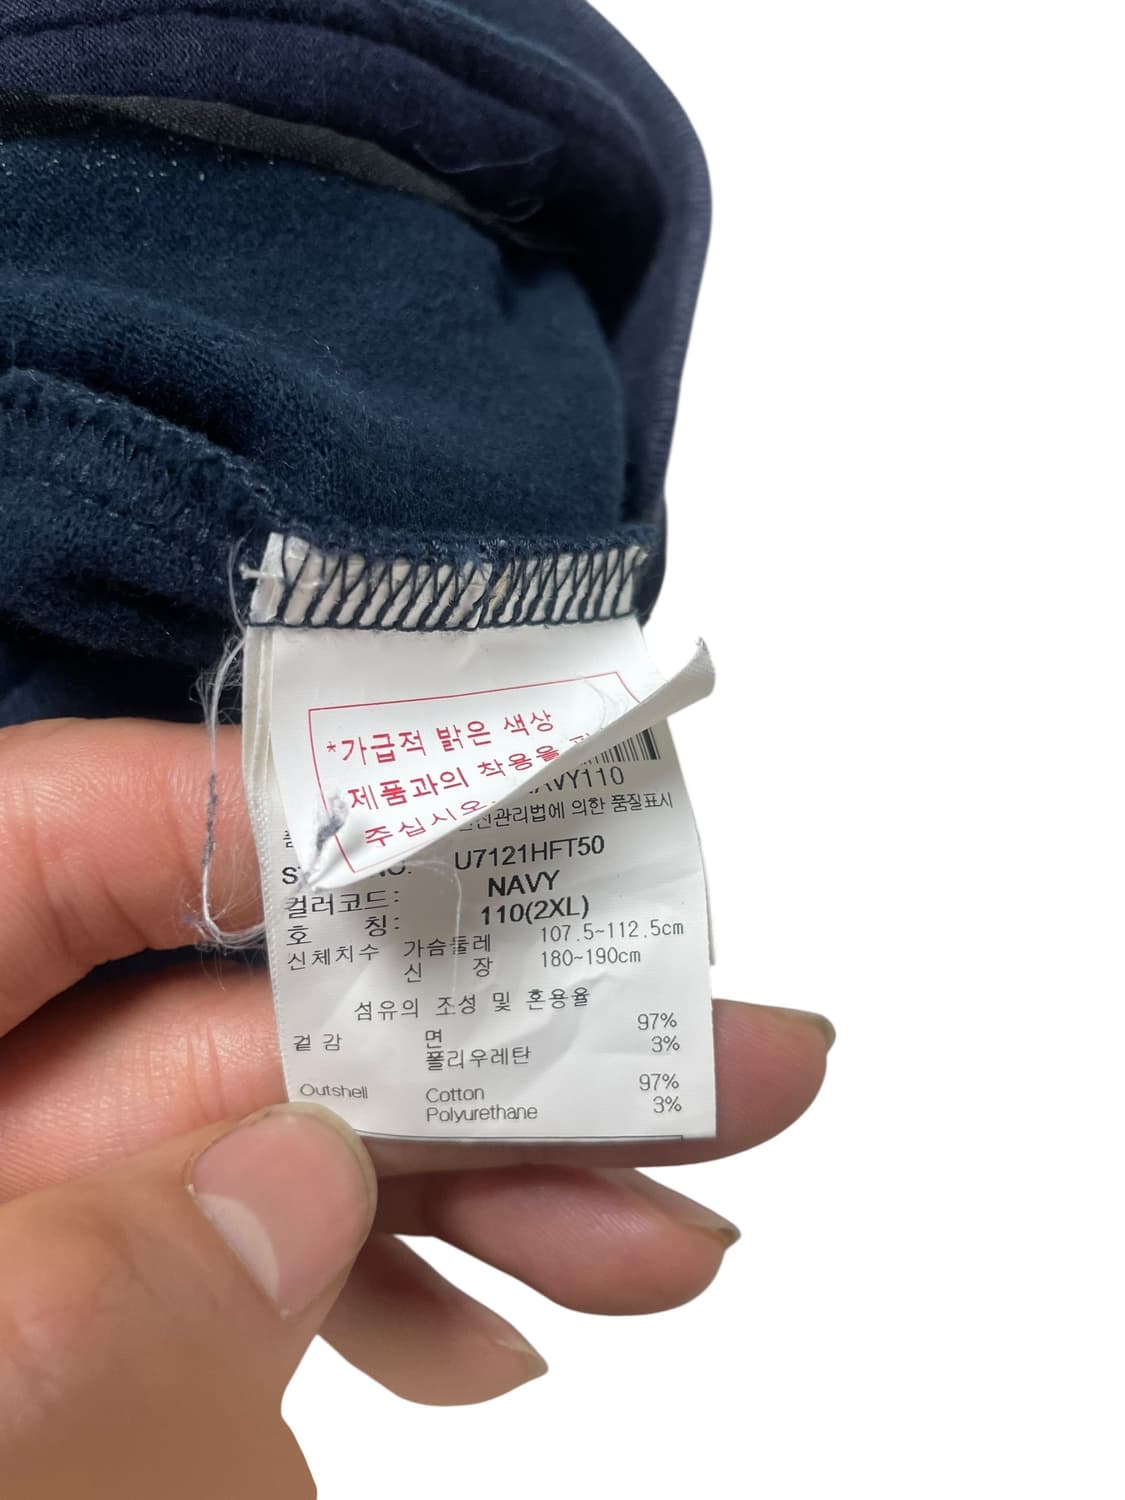 *가급적 밝은 색상
제품과의 착용을
주십시오
NAVY110
관리법에 의한 품질표시
U7121HFT50
컬러코드: NAVY
호 칭: 110(2XL)
신체치수 가슴둘레 107.5~112.5cm
신 장 180~190cm
섬유의 조성 및 혼용율
겉감 면 97%
폴리우레탄 3%
Outshell Cotton 97%
Polyurethane 3%